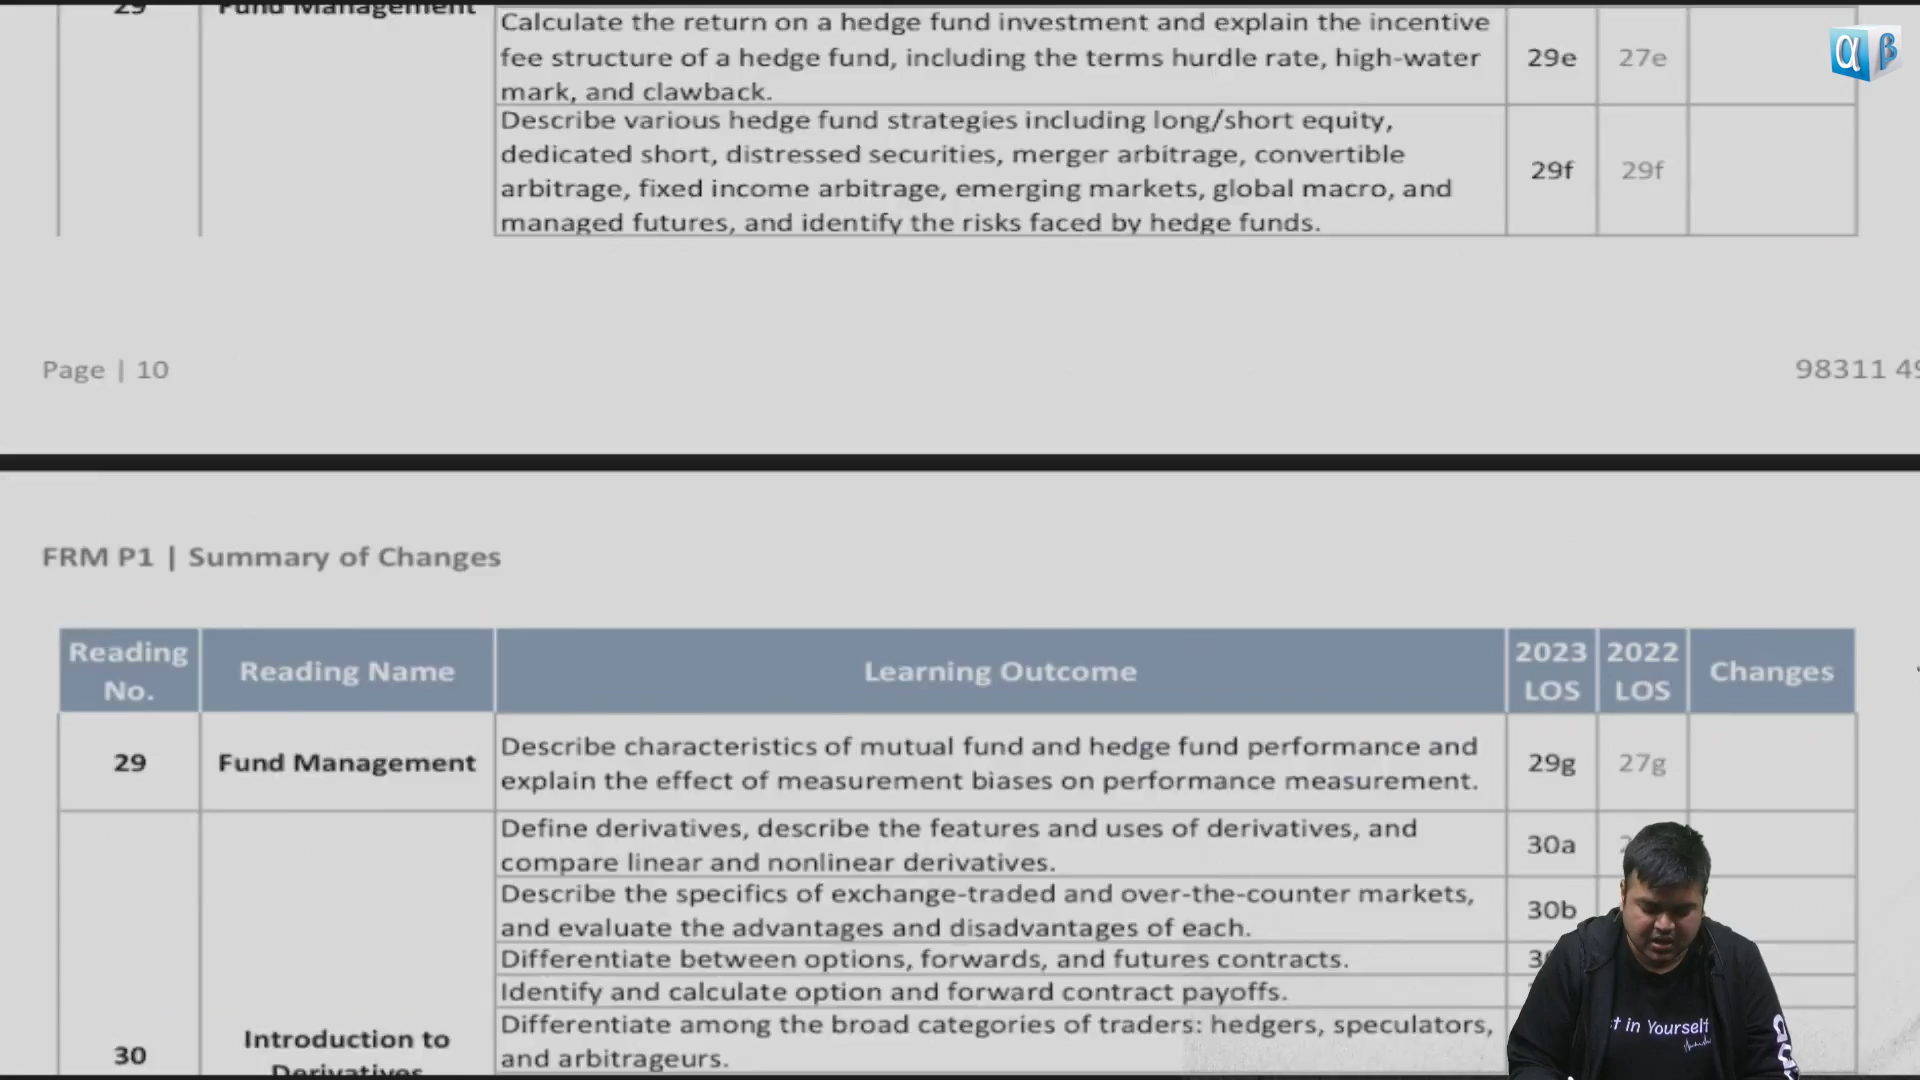 29 Fund Management
Calculate the return on a hedge fund investment and explain the incentive
fee structure of a hedge fund, including the terms hurdle rate, high-water
mark, and clawback.
29e 27e
Describe various hedge fund strategies including long/short equity,
dedicated short, distressed securities, merger arbitrage, convertible
arbitrage, fixed income arbitrage, emerging markets, global macro, and
managed futures, and identify the risks faced by hedge funds.
29f 29f
α β
Page | 10
98311 49
FRM P1 | Summary of Changes
Reading No.
Reading Name
Learning Outcome
2023 LOS
2022 LOS
Changes
29
Fund Management
Describe characteristics of mutual fund and hedge fund performance and
explain the effect of measurement biases on performance measurement.
29g 27g
30
Introduction to
Derivatives
Define derivatives, describe the features and uses of derivatives, and
compare linear and nonlinear derivatives.
30a
Describe the specifics of exchange-traded and over-the-counter markets,
and evaluate the advantages and disadvantages of each.
30b
Differentiate between options, forwards, and futures contracts.
Identify and calculate option and forward contract payoffs.
Differentiate among the broad categories of traders: hedgers, speculators,
and arbitrageurs.
in Yourself